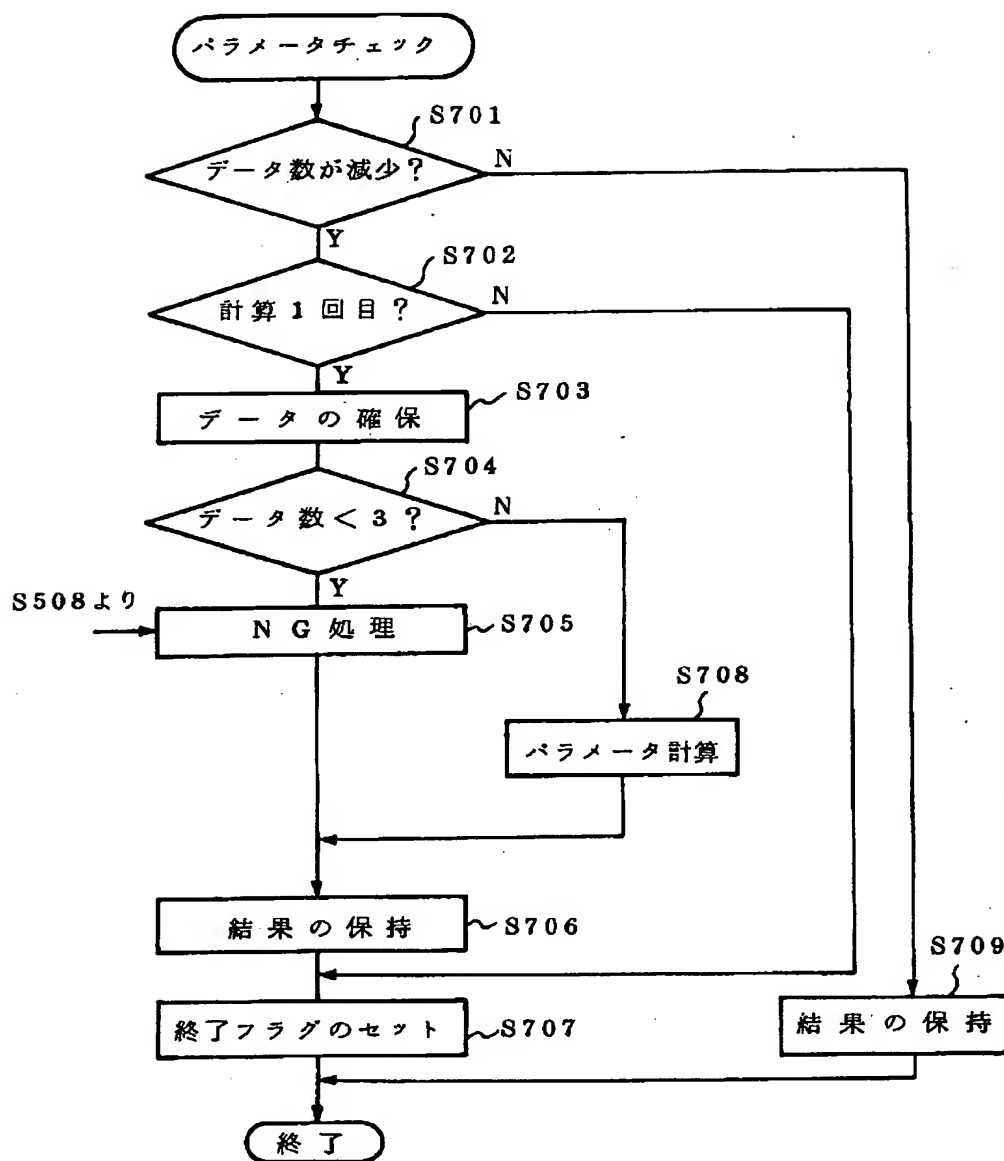 パラメータチェック
S701
データ数が減少?
N
Y
S702
計算1回目?
N
Y
S703
データの確保
S704
データ数<3?
N
Y
S508より
NG処理
S705
S708
パラメータ計算
結果の保持
S706
S709
終了フラグのセット
S707
結果の保持
終了